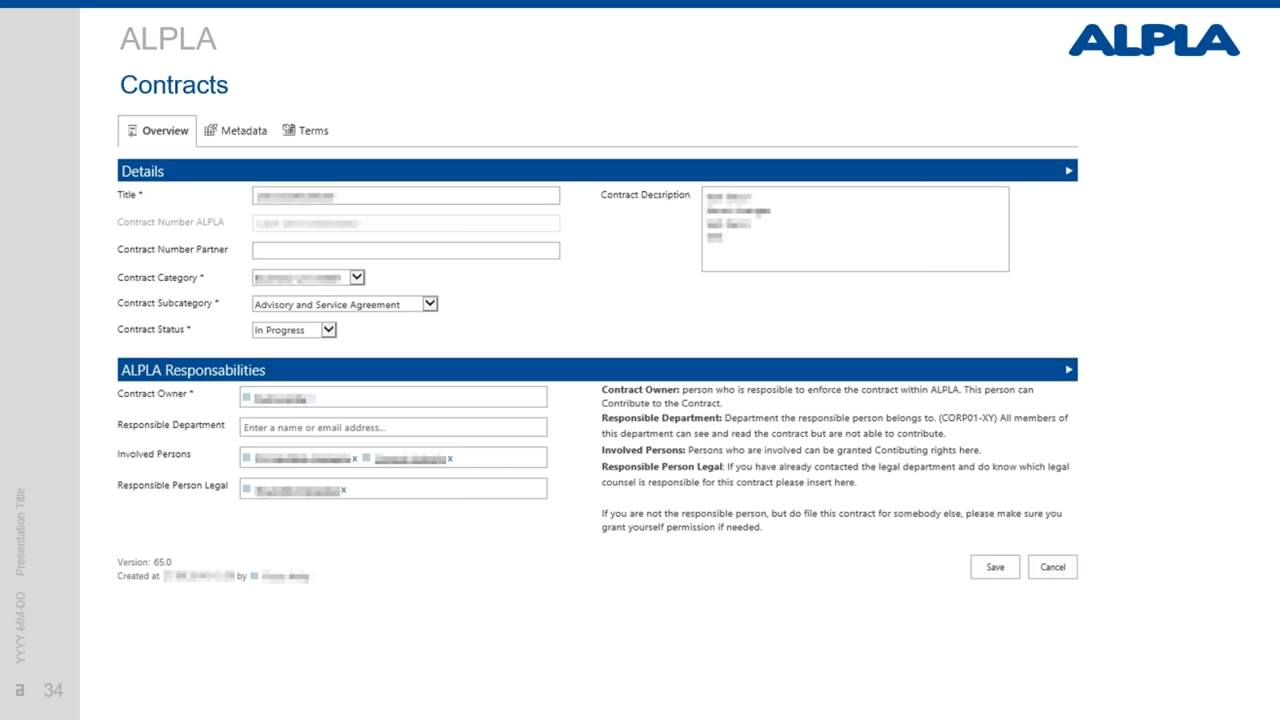 ALPLA
ALPLA
Contracts
Overview Metadata Terms
Details
Title *
Contract Decsription
Contract Number ALPLA
Contract Number Partner
Contract Category *
Contract Subcategory * Advisory and Service Agreement
Contract Status * In Progress
ALPLA Responsabilities
Contract Owner *
Responsible Department Enter a name or email address...
Involved Persons x x
Responsible Person Legal x
Contract Owner: person who is resposible to enforce the contract within ALPLA. This person can
Contribute to the Contract.
Responsible Department: Department the responsible person belongs to. (CORP01-XY) All members of
this department can see and read the contract but are not able to contribute.
Involved Persons: Persons who are involved can be granted Contibuting rights here.
Responsible Person Legal: If you have already contacted the legal department and do know which legal
counsel is responsible for this contract please insert here.
If you are not the responsible person, but do file this contract for somebody else, please make sure you
grant yourself permission if needed.
Version: 65.0
Created at by
Save Cancel
YYYY-MM-DD Presentation Title
a 34